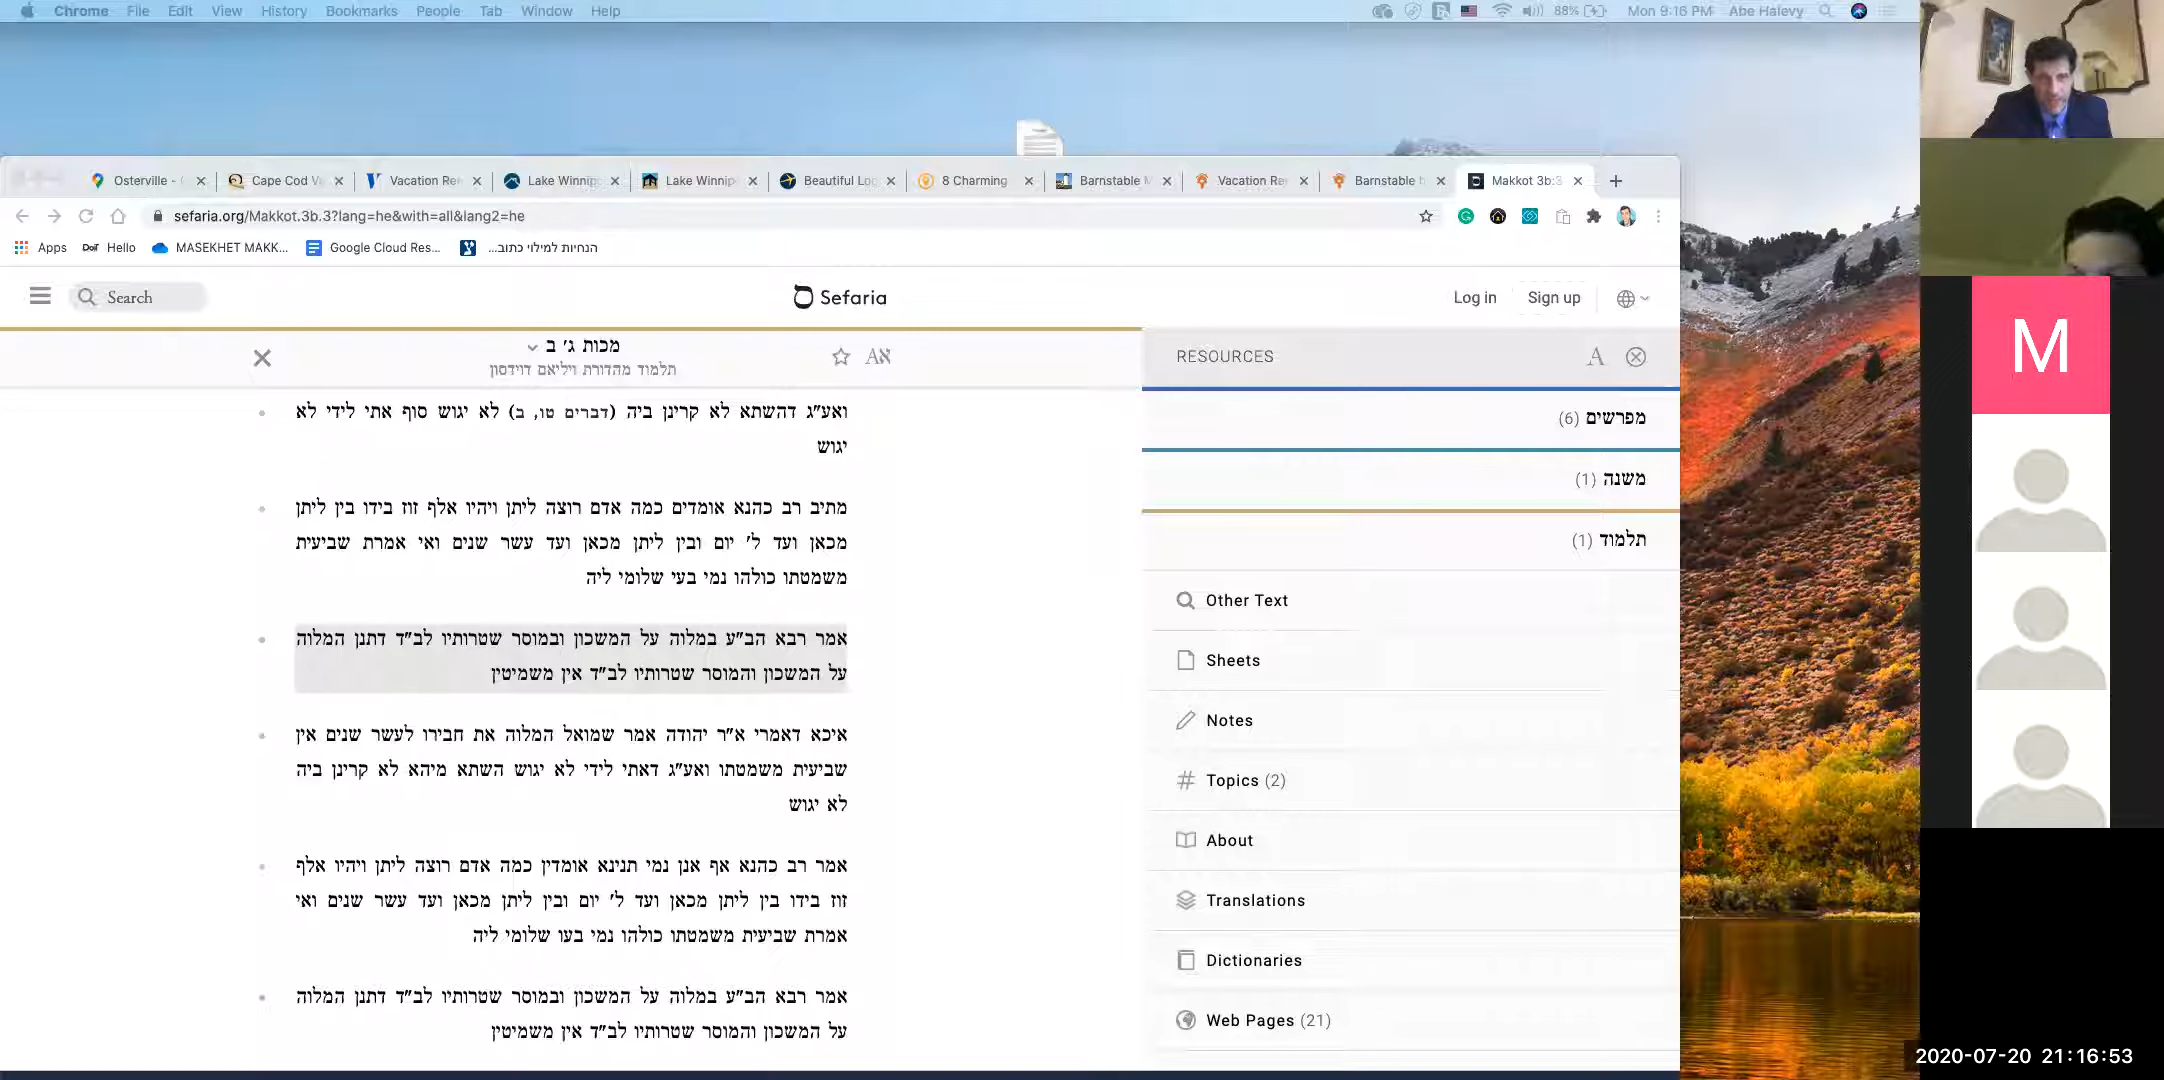 Chrome File Edit View History Bookmarks People Tab Window Help
88% Mon 9:16 PM Abe Halevy
Osterville -
Cape Cod V
Vacation Re
Lake Winnip
Lake Winnip
Beautiful Lo
8 Charming
Barnstable
Vacation Re
Barnstable
Makkot 3b:3
sefaria.org/Makkot.3b.3?lang=he&with=all&lang2=he
Apps DoiT Hello MASEKHET MAKK... Google Cloud Res... הנחיות למילוי כתוב...
Search
Sefaria
Log in Sign up
מכות ג׳ ב
תלמוד מהדורת ויליאם דוידסון
Aא
RESOURCES
A
ואע"ג דהשתא לא קרינן ביה (דברים טו, ב) לא יגוש סוף אתי לידי לא
יגוש
מתיב רב כהנא אומדים כמה אדם רוצה ליתן ויהיו אלף זוז בידו בין ליתן
מכאן ועד ל' יום ובין ליתן מכאן ועד עשר שנים ואי אמרת שביעית
משמטתו כולהו נמי בעי שלומי ליה
אמר רבא הב"ע במלוה על המשכון ובמוסר שטרותיו לב"ד דתנן המלוה
על המשכון והמוסר שטרותיו לב"ד אין משמיטין
איכא דאמרי א"ר יהודה אמר שמואל המלוה את חבירו לעשר שנים אין
שביעית משמטתו ואע"ג דאתי לידי לא יגוש השתא מיהא לא קרינן ביה
לא יגוש
אמר רב כהנא אף אנן נמי תנינא אומדין כמה אדם רוצה ליתן ויהיו אלף
זוז בידו בין ליתן מכאן ועד ל' יום ובין ליתן מכאן ועד עשר שנים ואי
אמרת שביעית משמטתו כולהו נמי בעו שלומי ליה
אמר רבא הב"ע במלוה על המשכון ובמוסר שטרותיו לב"ד דתנן המלוה
על המשכון והמוסר שטרותיו לב"ד אין משמיטין
מפרשים (6)
משנה (1)
תלמוד (1)
Other Text
Sheets
Notes
Topics (2)
About
Translations
Dictionaries
Web Pages (21)
M
2020-07-20 21:16:53